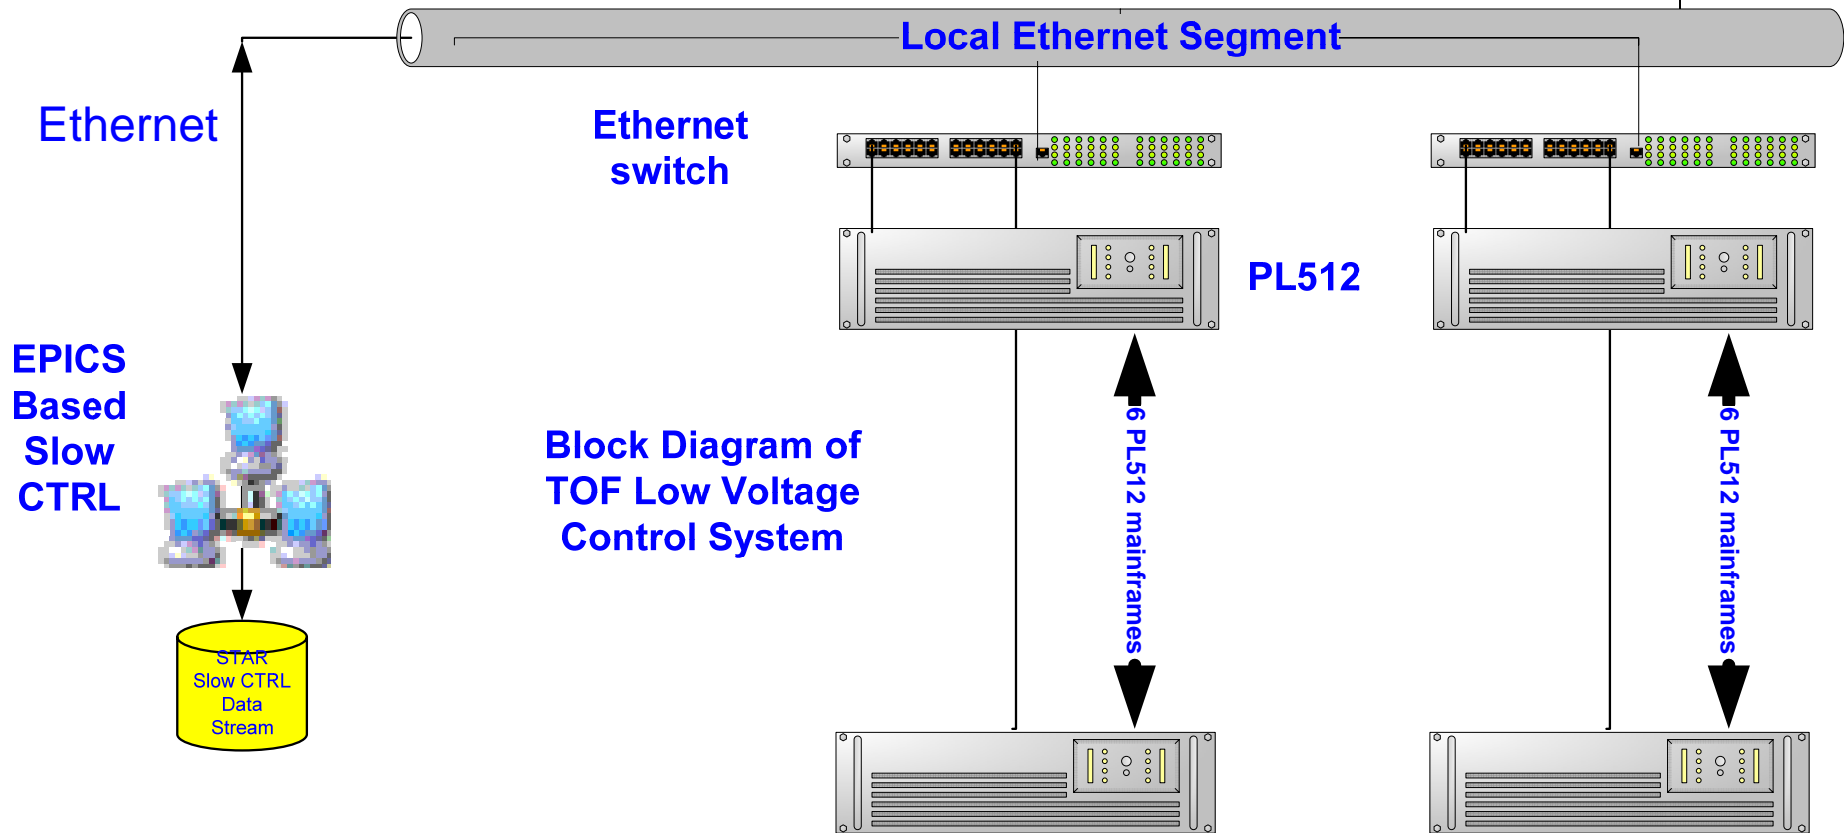 Local Ethernet Segment
Ethernet
Ethernet
switch
PL512
EPICS
Based
Slow
CTRL
Block Diagram of
TOF Low Voltage
Control System
6 PL512 mainframes
6 PL512 mainframes
STAR
Slow CTRL
Data
Stream